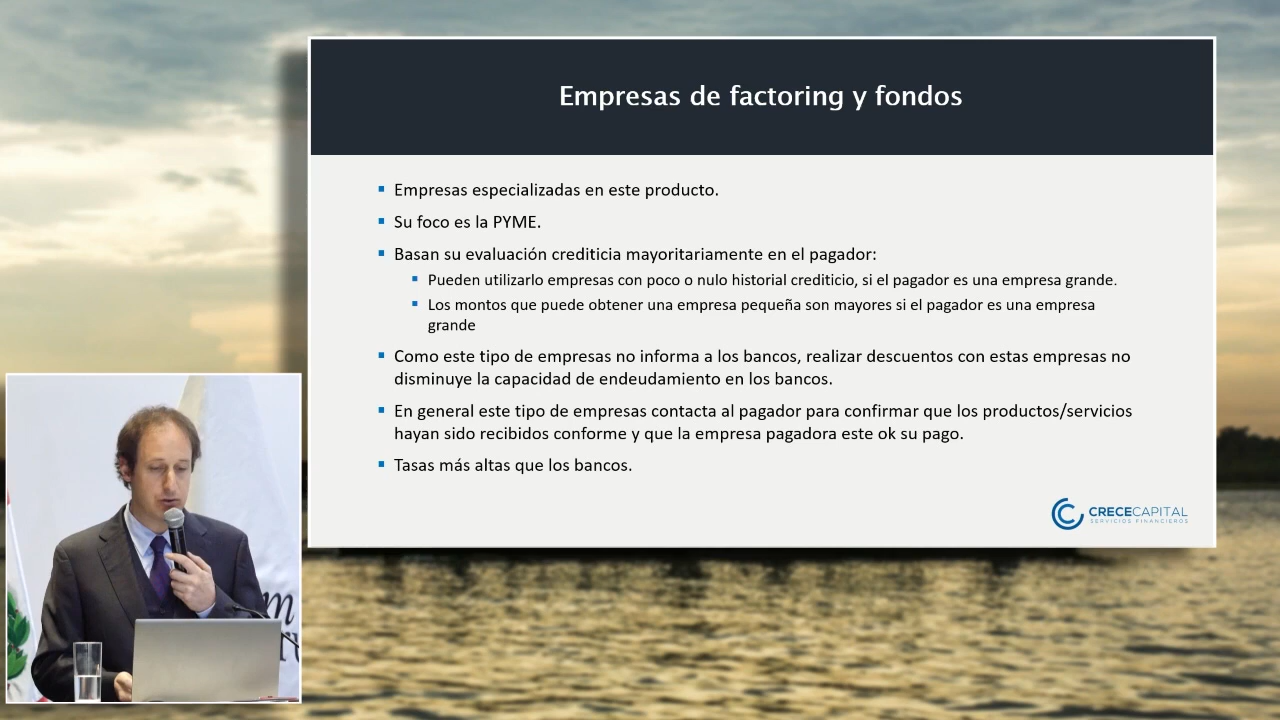 Empresas de factoring y fondos
Empresas especializadas en este producto.
Su foco es la PYME.
Basan su evaluación crediticia mayoritariamente en el pagador:
Pueden utilizarlo empresas con poco o nulo historial crediticio, si el pagador es una empresa grande.
Los montos que puede obtener una empresa pequeña son mayores si el pagador es una empresa
grande
Como este tipo de empresas no informa a los bancos, realizar descuentos con estas empresas no
disminuye la capacidad de endeudamiento en los bancos.
En general este tipo de empresas contacta al pagador para confirmar que los productos/servicios
hayan sido recibidos conforme y que la empresa pagadora este ok su pago.
Tasas más altas que los bancos.
CRECECAPITAL
SERVICIOS FINANCIEROS